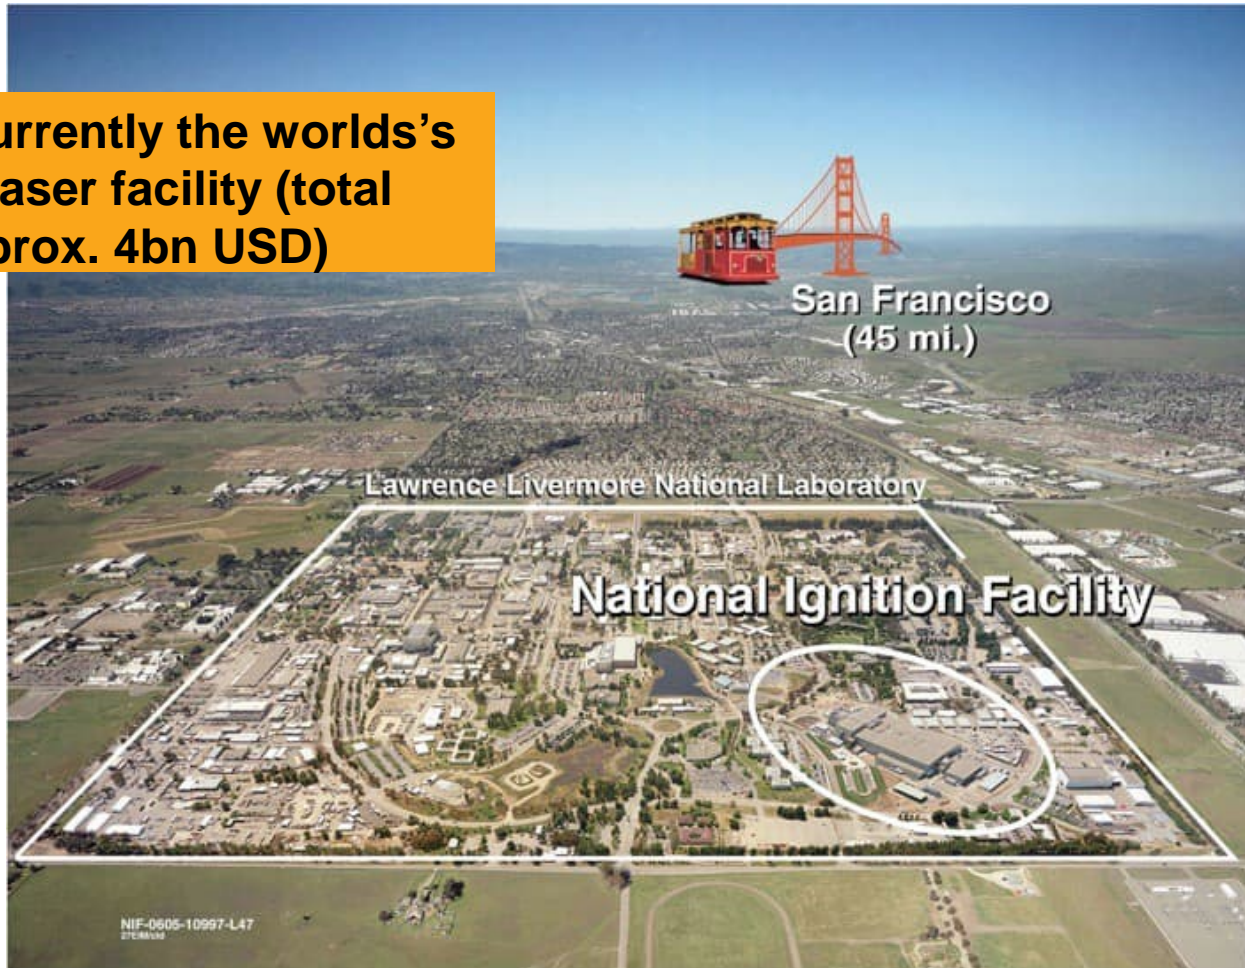 urrently the worlds's
aser facility (total
prox. 4bn USD)
San Francisco
(45 mi.)
Lawrence Livermore National Laboratory
National Ignition Facility
NIF-0605-10997-L47